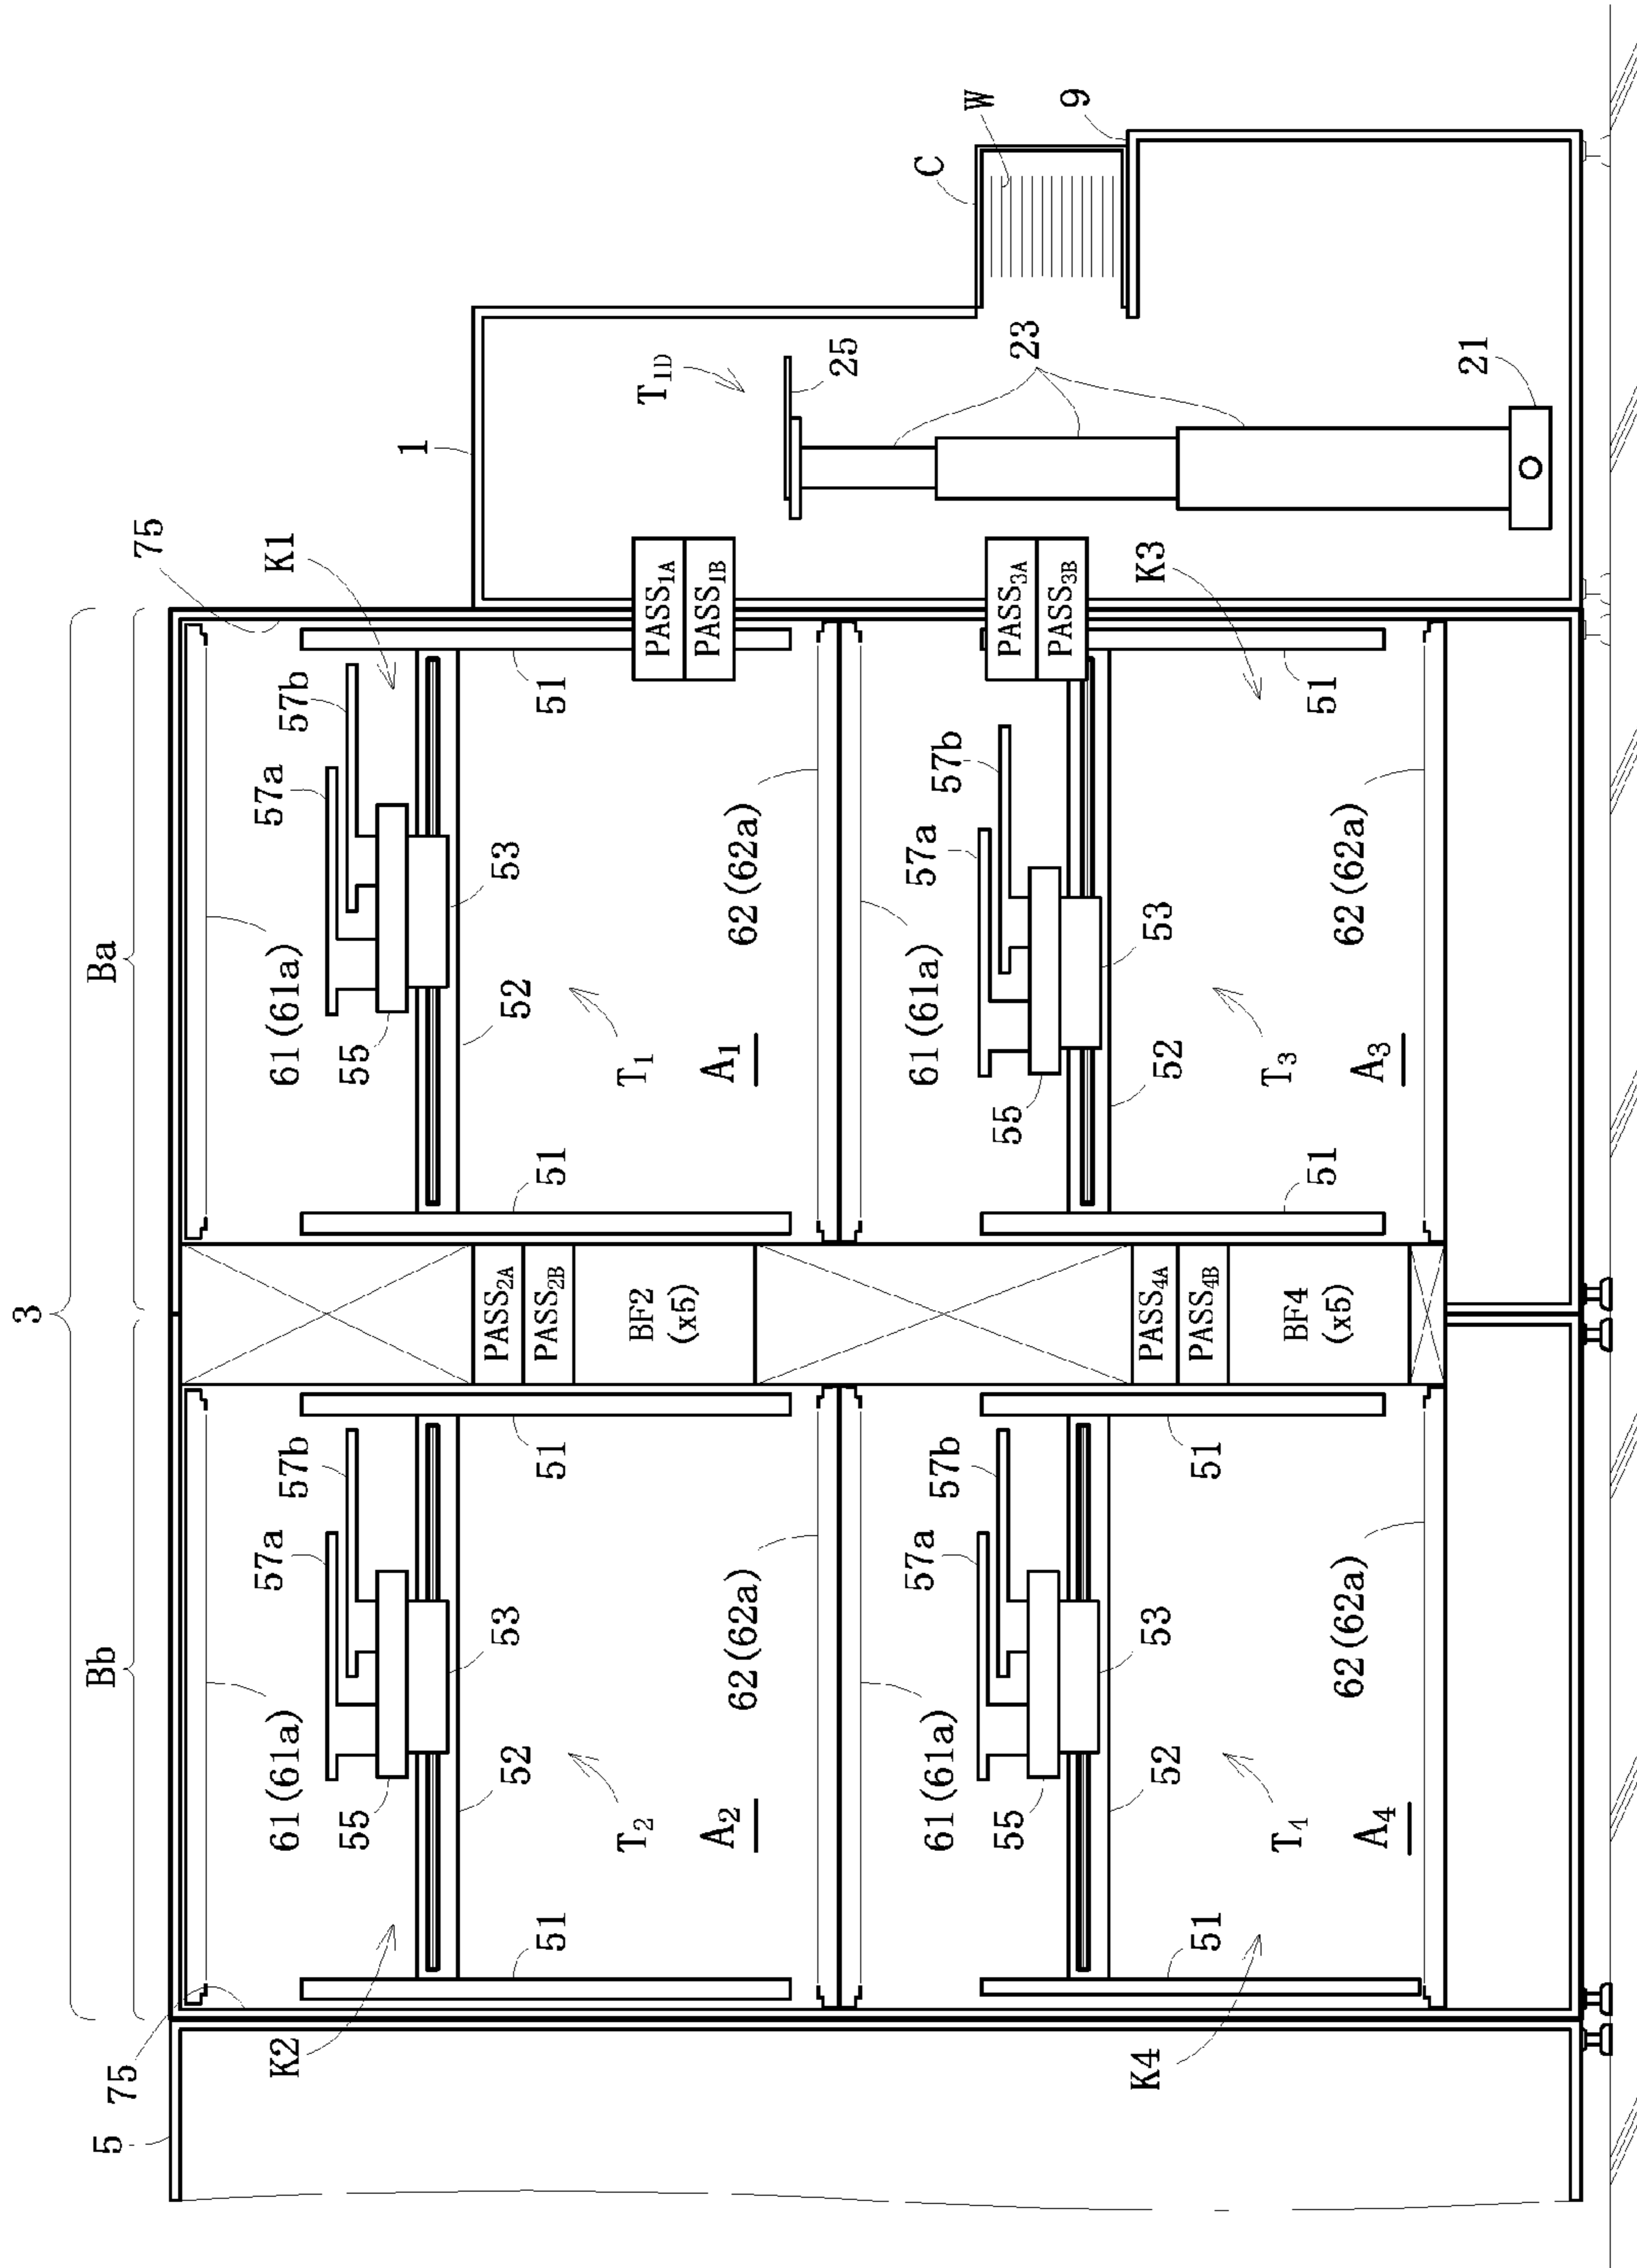 3
Bb
Ba
5
75
K2
61(61a)
57a
57b
55
53
52
51
51
T2
A2
62(62a)
61(61a)
57a
57b
55
53
52
51
51
T4
A4
62(62a)
K4
PASS2A
PASS2B
BF2
(x5)
PASS4A
PASS4B
BF4
(x5)
75
K1
61(61a)
57a
57b
55
53
52
51
51
T1
A1
62(62a)
61(61a)
57a
57b
55
53
52
51
51
T3
A3
62(62a)
K3
PASS1A
PASS1B
PASS3A
PASS3B
1
T1D
25
23
21
C
W
9